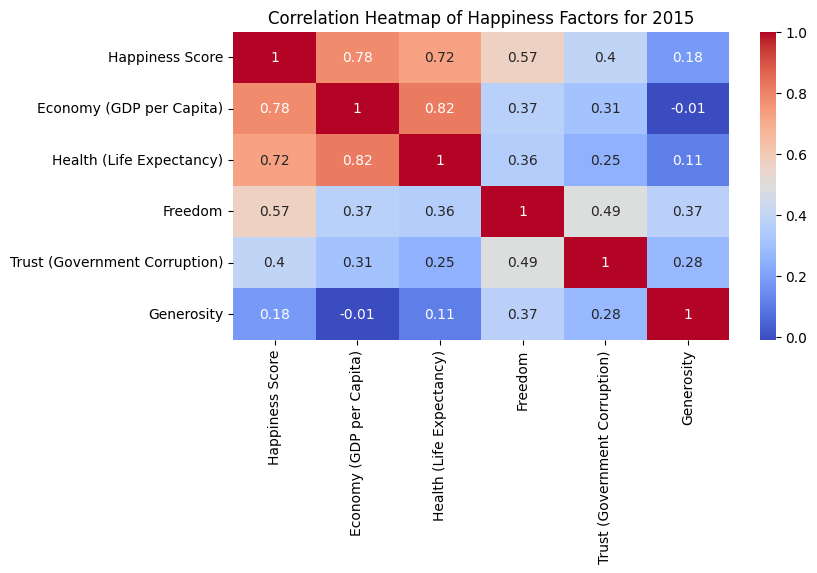 Correlation Heatmap of Happiness Factors for 2015
Happiness Score 1 0.78 0.72 0.57 0.4 0.18
Economy (GDP per Capita) 0.78 1 0.82 0.37 0.31 -0.01
Health (Life Expectancy) 0.72 0.82 1 0.36 0.25 0.11
Freedom 0.57 0.37 0.36 1 0.49 0.37
Trust (Government Corruption) 0.4 0.31 0.25 0.49 1 0.28
Generosity 0.18 -0.01 0.11 0.37 0.28 1
Happiness Score
Economy (GDP per Capita)
Health (Life Expectancy)
Freedom
Trust (Government Corruption)
Generosity
1.0
0.8
0.6
0.4
0.2
0.0